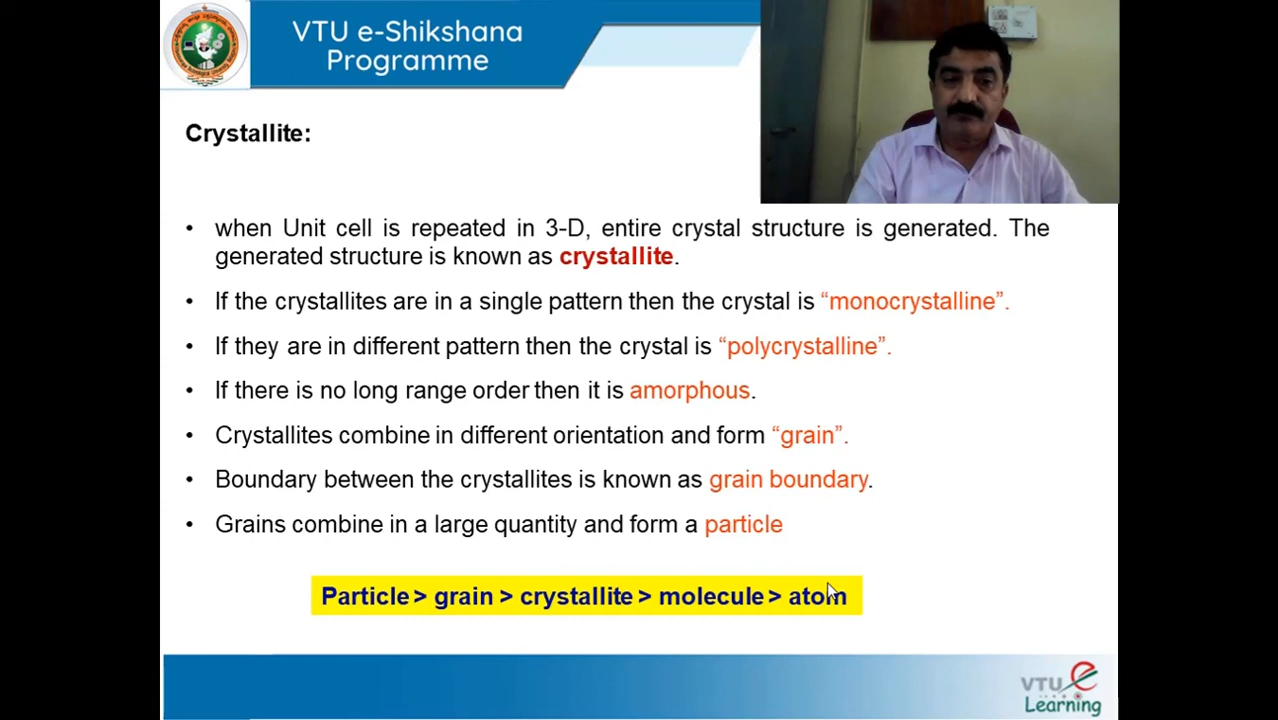 VTU e-Shikshana
Programme
Crystallite:
• when Unit cell is repeated in 3-D, entire crystal structure is generated. The
generated structure is known as crystallite.
• If the crystallites are in a single pattern then the crystal is “monocrystalline”.
• If they are in different pattern then the crystal is “polycrystalline”.
• If there is no long range order then it is amorphous.
• Crystallites combine in different orientation and form “grain”.
• Boundary between the crystallites is known as grain boundary.
• Grains combine in a large quantity and form a particle
Particle > grain > crystallite > molecule > atom
VTU e
Learning